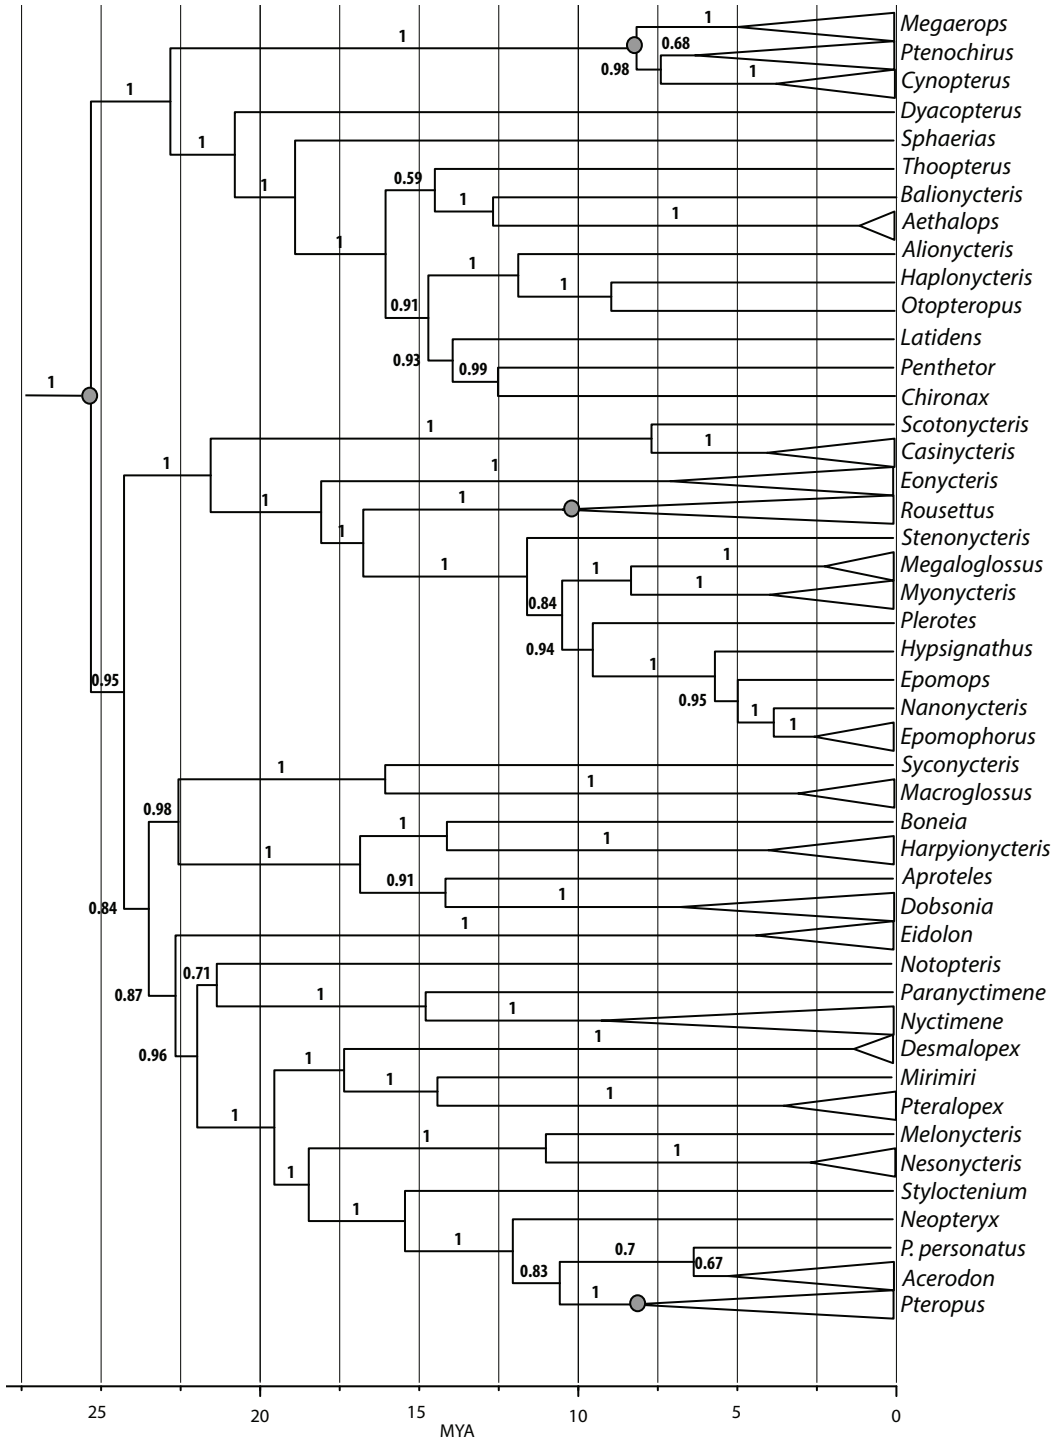 1
Megaerops
1
0.68
Ptenochirus
0.98
1
Cynopterus
1
Dyacopterus
1
Sphaerias
0.59
Thoopterus
1
1
Balionycteris
1
Aethalops
1
Alionycteris
1
1
Haplonycteris
0.91
Otopteropus
Latidens
0.93
0.99
Penthetor
1
Chironax
1
Scotonycteris
1
Casinycteris
1
1
Eonycteris
1
1
Rousettus
1
Stenonycteris
1
1
Megaloglossus
1
1
Myonycteris
0.84
Plerotes
0.94
Hypsignathus
1
0.95
Epomops
0.95
1
Nanonycteris
1
Epomophorus
1
Syconycteris
1
Macroglossus
0.98
1
Boneia
1
1
Harpyionycteris
0.91
Aproteles
1
0.84
Dobsonia
1
Eidolon
0.71
Notopteris
0.87
1
Paranyctimene
1
Nyctimene
1
0.96
1
Desmalopex
1
Mirimiri
1
Pteralopex
1
1
Melonycteris
1
1
Nesonycteris
1
Styloctenium
1
Neopteryx
0.7
P. personatus
0.83
0.67
Acerodon
1
Pteropus
25 20 15 10 5 0
MYA